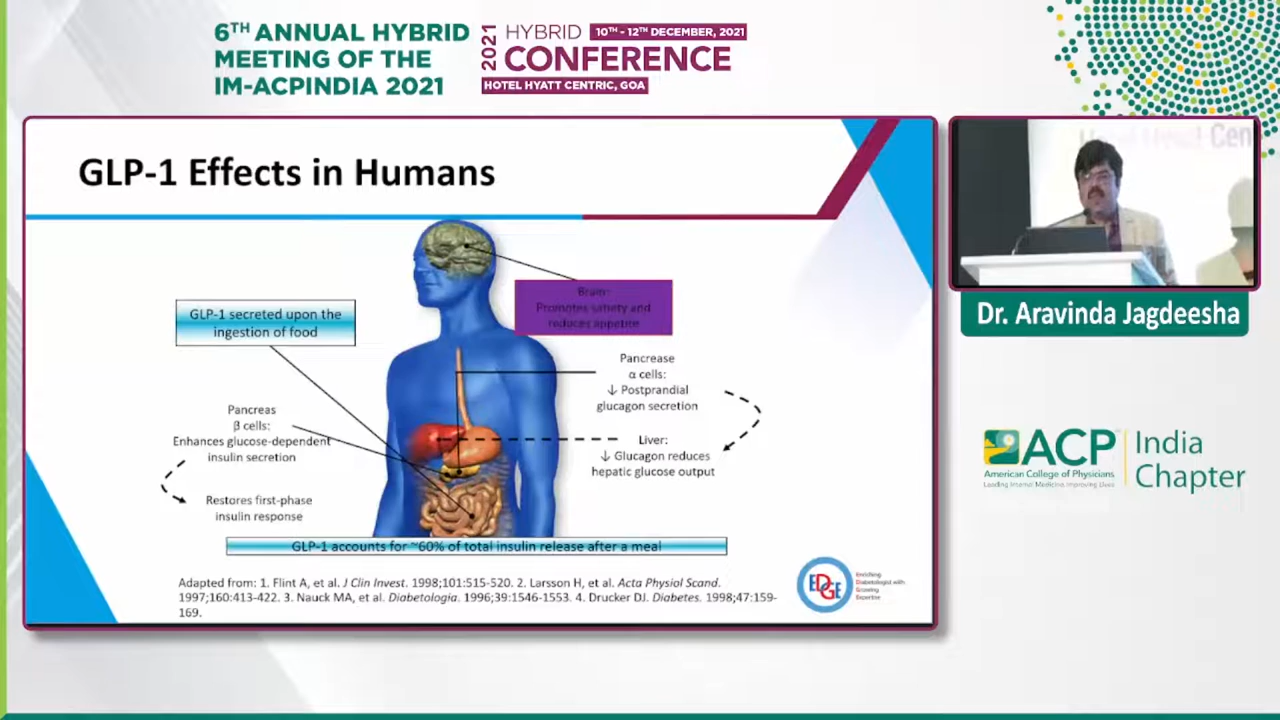 6TH ANNUAL HYBRID
MEETING OF THE
IM-ACPINDIA 2021
2021
HYBRID 10TH - 12TH DECEMBER, 2021
CONFERENCE
HOTEL HYATT CENTRIC, GOA
GLP-1 Effects in Humans
Brain:
Promotes satiety and
reduces appetite
GLP-1 secreted upon the
ingestion of food
Pancrease
α cells:
↓ Postprandial
glucagon secretion
Pancreas
β cells:
Enhances glucose-dependent
insulin secretion
Liver:
↓ Glucagon reduces
hepatic glucose output
Restores first-phase
insulin response
GLP-1 accounts for ~60% of total insulin release after a meal
Adapted from: 1. Flint A, et al. J Clin Invest. 1998;101:515-520. 2. Larsson H, et al. Acta Physiol Scand.
1997;160:413-422. 3. Nauck MA, et al. Diabetologia. 1996;39:1546-1553. 4. Drucker DJ. Diabetes. 1998;47:159-
169.
EDGE
Enriching
Diabetologist with
Growing
Expertise
Dr. Aravinda Jagdeesha
ACP
American College of Physicians
Leading Internal Medicine, Improving Lives
India
Chapter